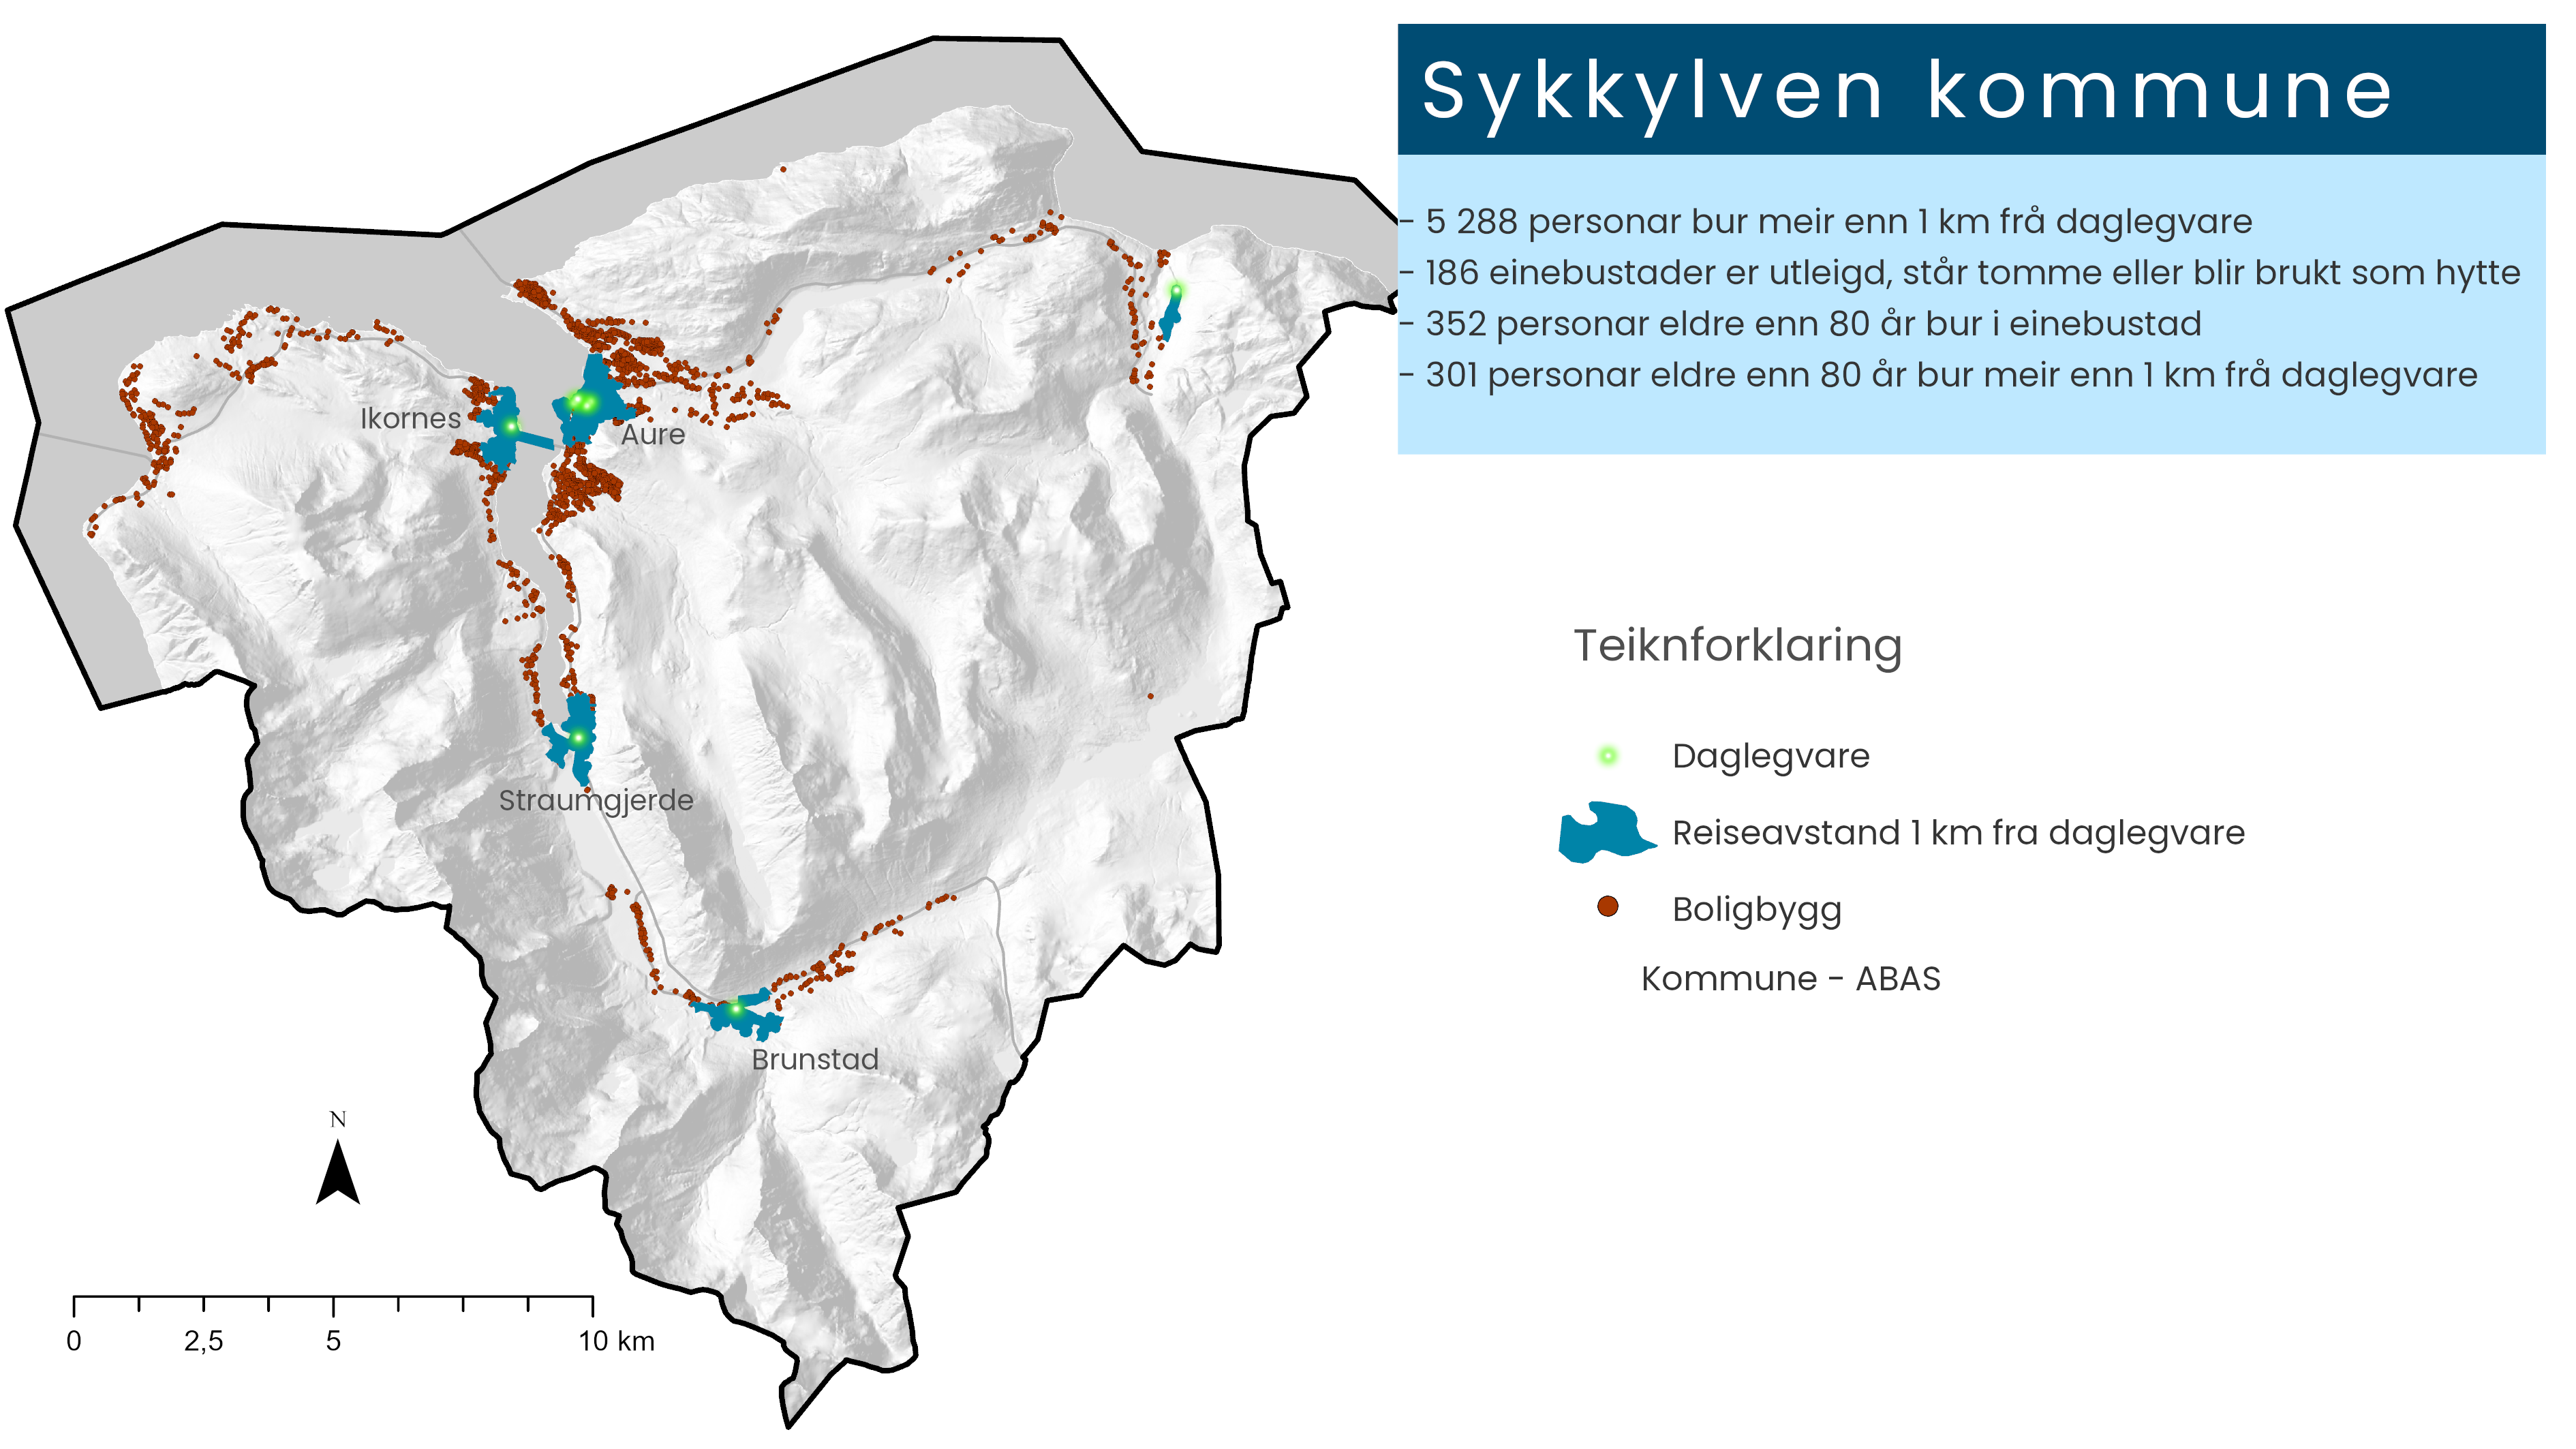 Sykkylven kommune
- 5 288 personar bur meir enn 1 km frå daglegvare
- 186 einebustader er utleigd, står tomme eller blir brukt som hytte
- 352 personar eldre enn 80 år bur i einebustad
- 301 personar eldre enn 80 år bur meir enn 1 km frå daglegvare
Ikornes
Aure
Straumgjerde
Brunstad
Teiknforklaring
Daglegvare
Reiseavstand 1 km fra daglegvare
Boligbygg
Kommune - ABAS
N
0 2,5 5 10 km